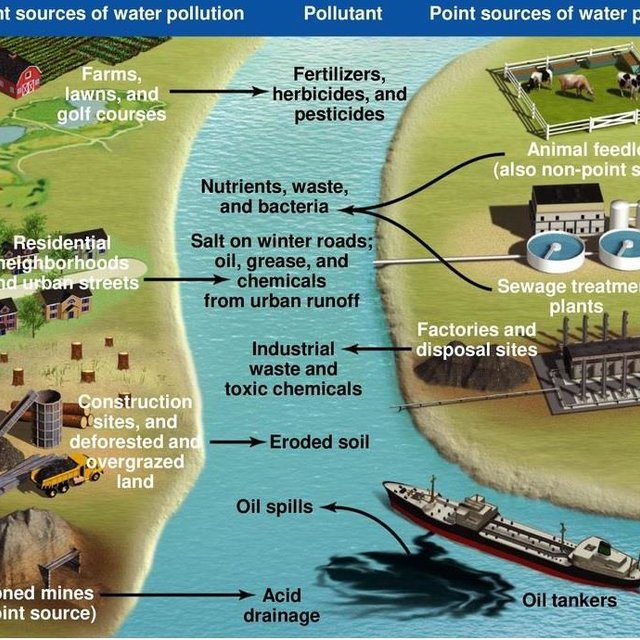 nt sources of water pollution
Pollutant
Point sources of water p
Farms,
lawns, and
golf courses
Fertilizers,
herbicides, and
pesticides
Animal feedlo
(also non-point s
Nutrients, waste,
and bacteria
Residential
neighborhoods
nd urban streets
Salt on winter roads;
oil, grease, and
chemicals
from urban runoff
Sewage treatmen
plants
Factories and
disposal sites
Industrial
waste and
toxic chemicals
Construction
sites, and
deforested and
overgrazed
land
Eroded soil
Oil spills
oned mines
oint source)
Acid
drainage
Oil tankers